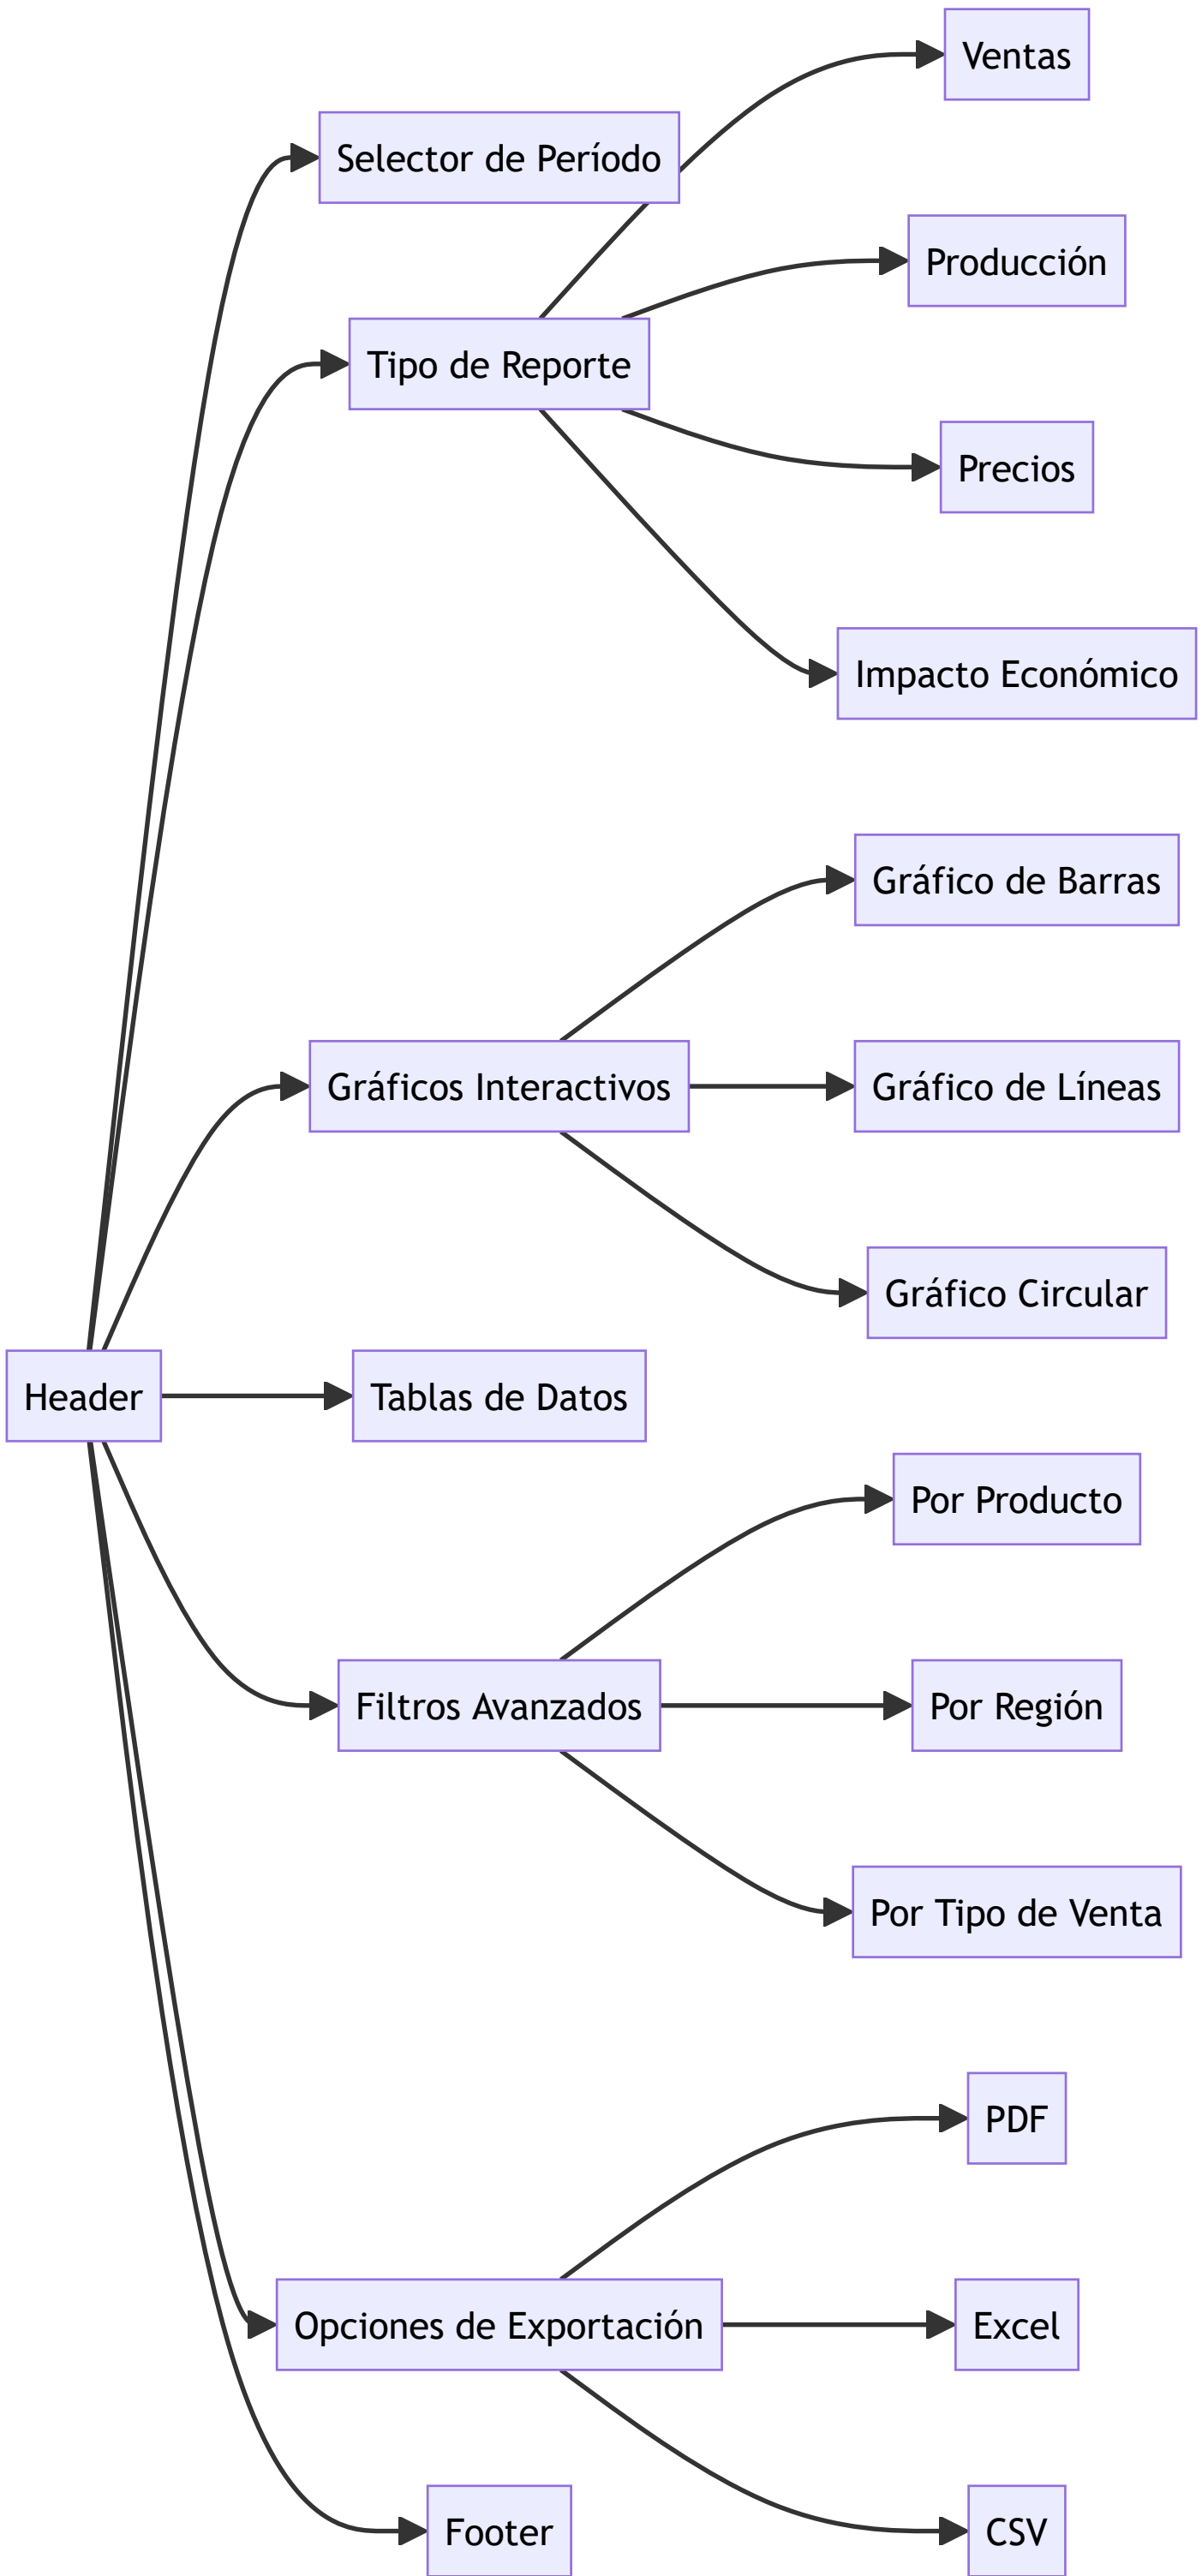 Header
Selector de Período
Tipo de Reporte
Ventas
Producción
Precios
Impacto Económico
Gráficos Interactivos
Gráfico de Barras
Gráfico de Líneas
Gráfico Circular
Tablas de Datos
Filtros Avanzados
Por Producto
Por Región
Por Tipo de Venta
Opciones de Exportación
PDF
Excel
CSV
Footer